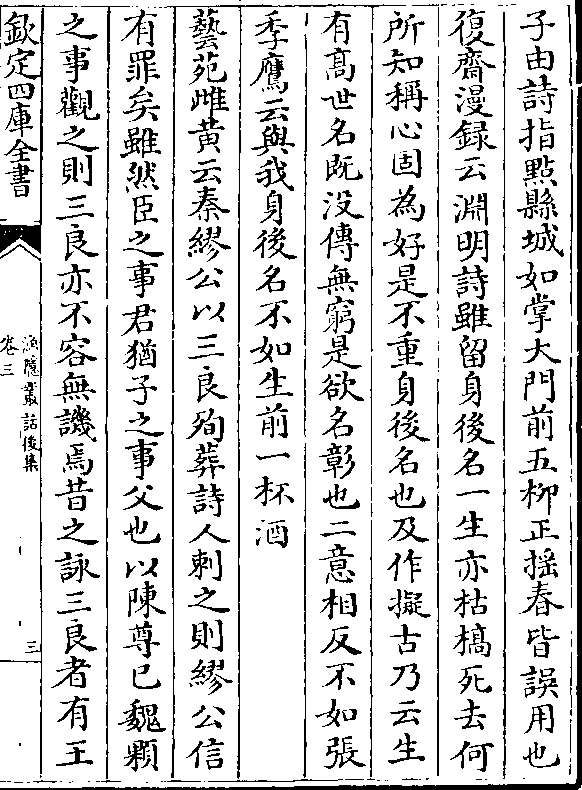 子由詩指㸃縣城如掌大門前五柳正揺春皆誤用也
復齋漫録云淵明詩雖留身後名一生亦枯槁死去何
所知稱心固為好是不重身後名也及作擬古乃云生
有髙世名既没傳無窮是欲名彰也二意相反不如張
季鷹云與我身後名不如生前一杯酒
藝苑雌黄云秦繆公以三良殉葬詩人刺之則繆公信
有罪矣雖然臣之事君猶子之事父也以陳尊已魏顆
之事觀之則三良亦不容無譏焉昔之詠三良者有王
欽定四庫全書
漁隱叢話後集
卷三
三